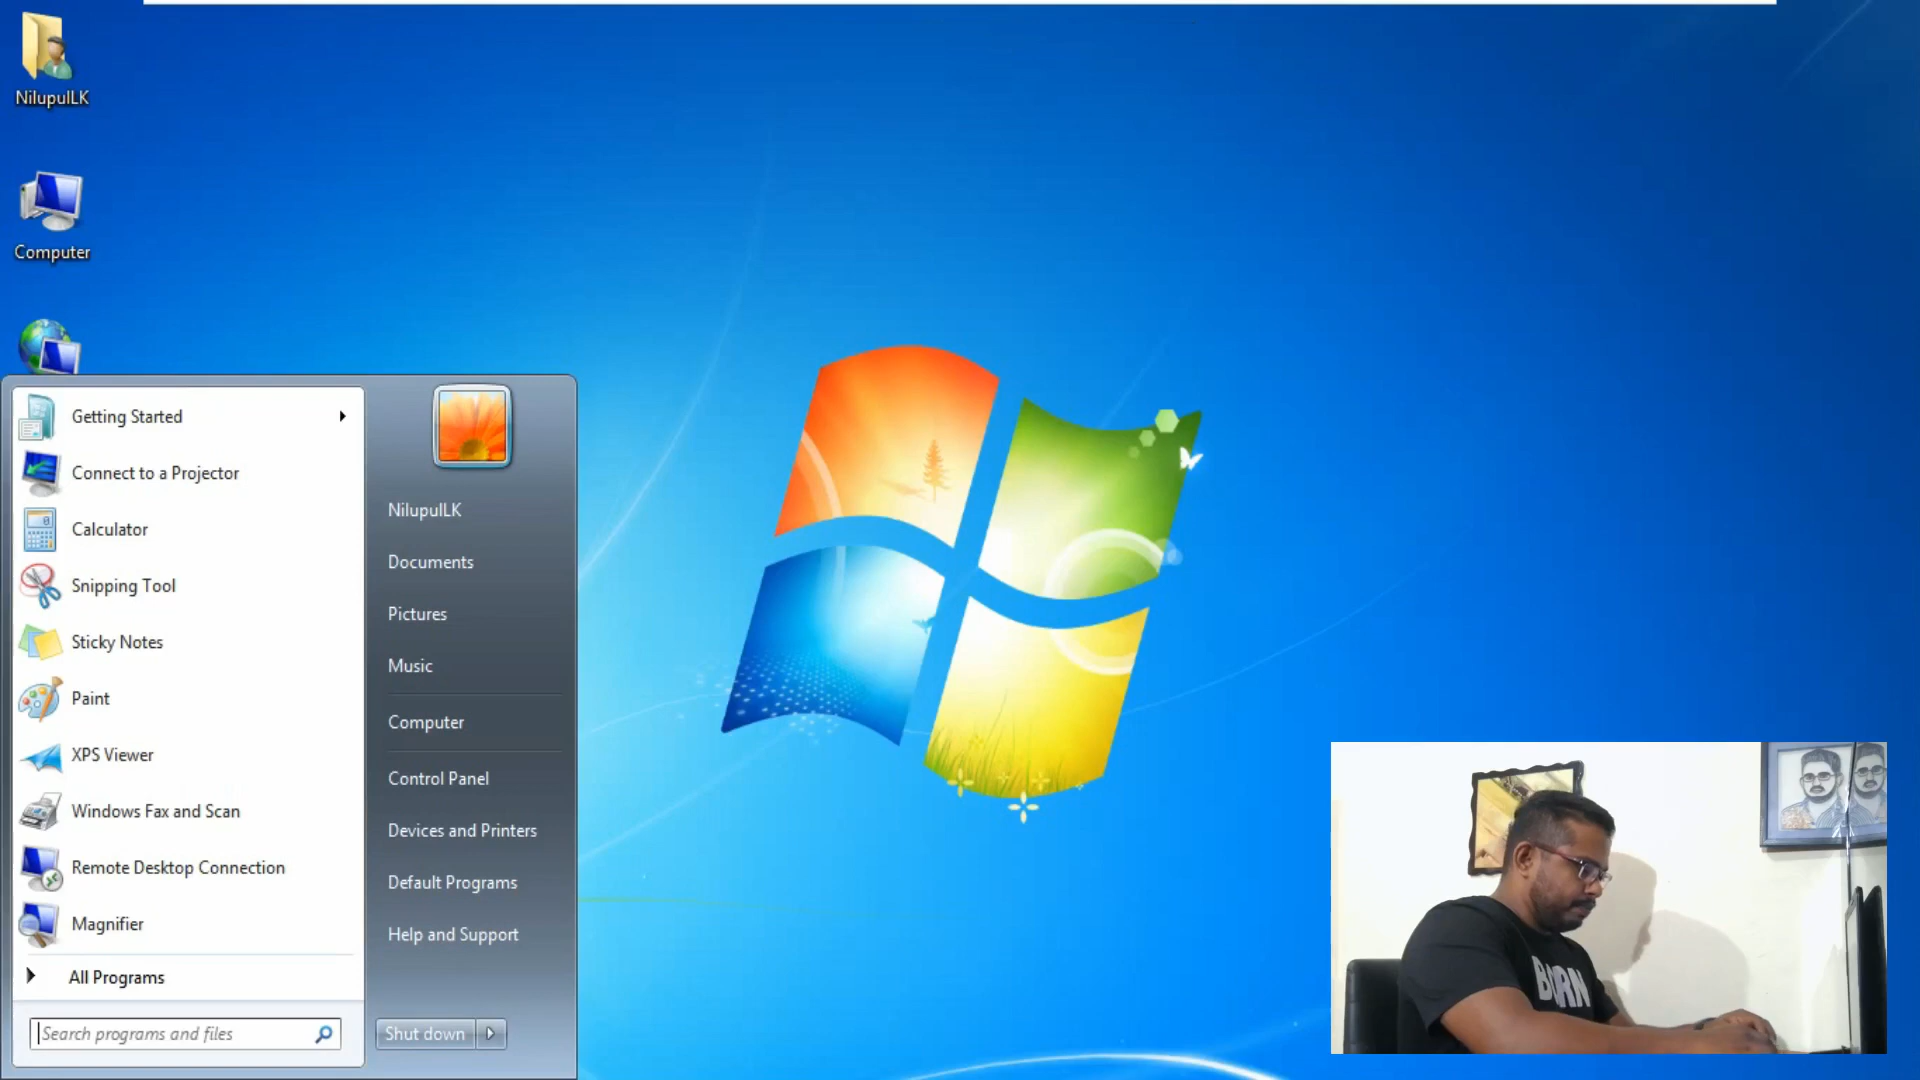 NilupulLK
Computer
Getting Started
Connect to a Projector
Calculator
Snipping Tool
Sticky Notes
Paint
XPS Viewer
Windows Fax and Scan
Remote Desktop Connection
Magnifier
All Programs
Search programs and files
NilupulLK
Documents
Pictures
Music
Computer
Control Panel
Devices and Printers
Default Programs
Help and Support
Shut down
BORN